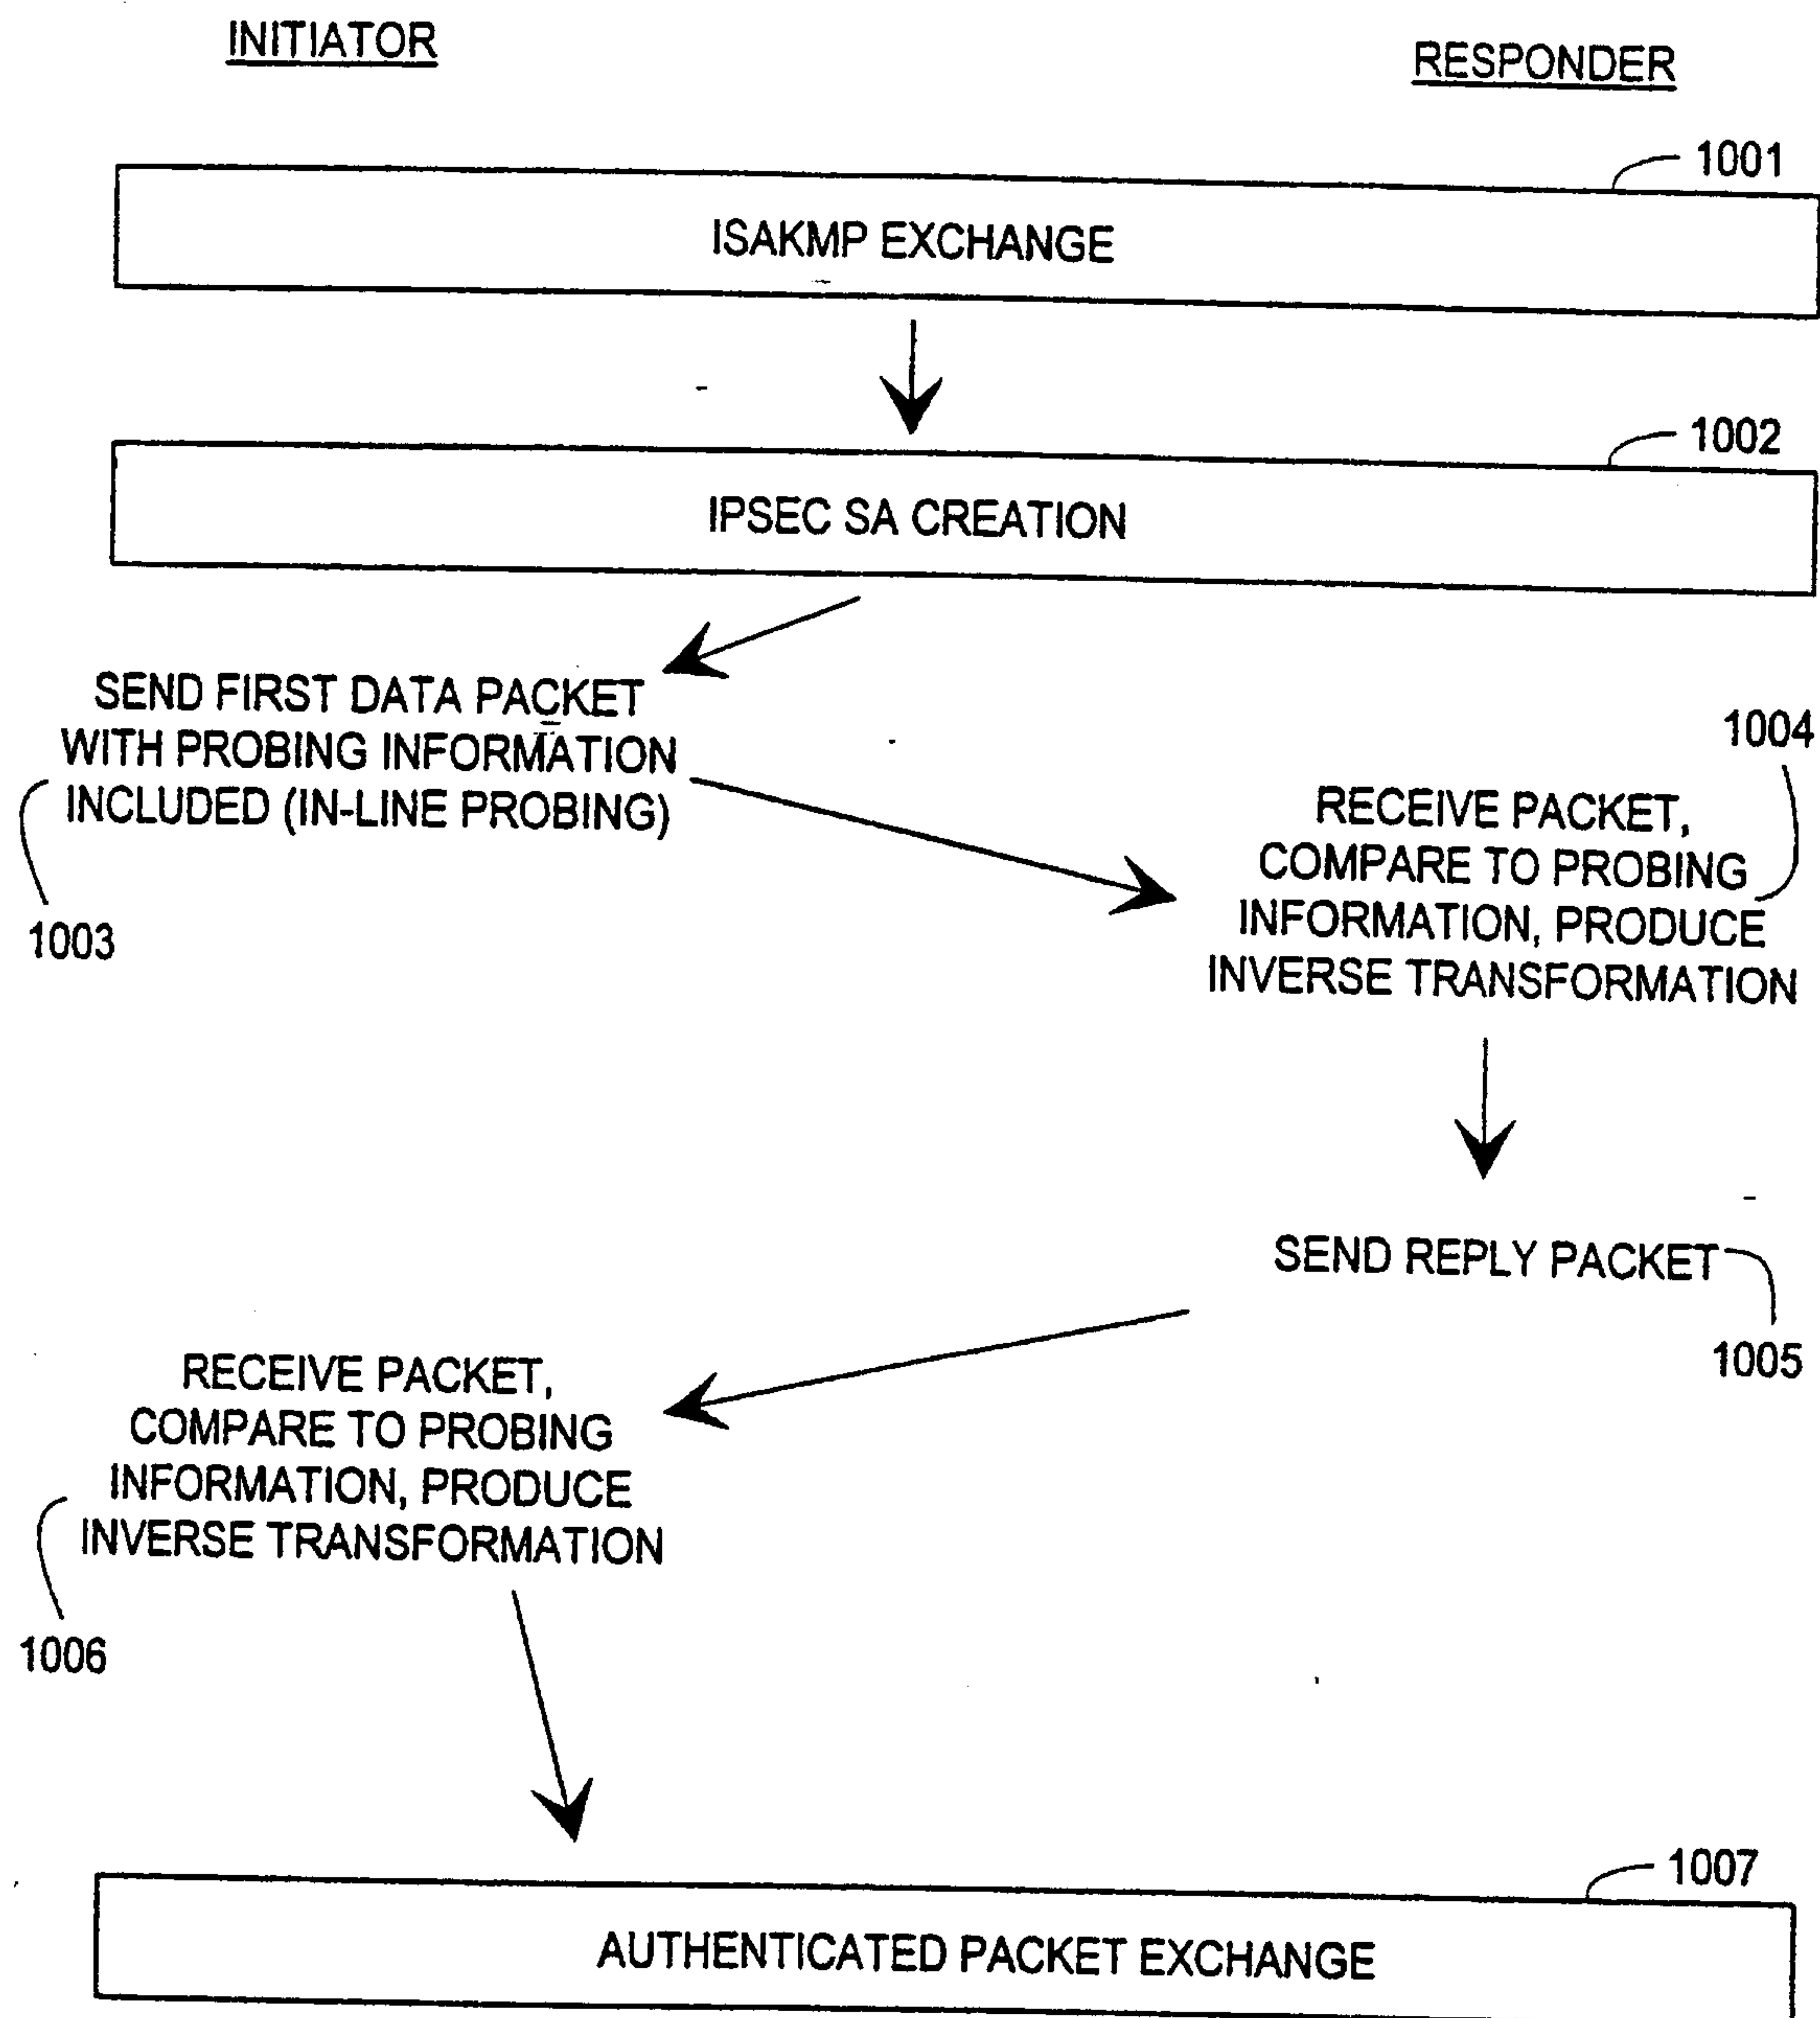 INITIATOR
RESPONDER
1001
ISAKMP EXCHANGE
1002
IPSEC SA CREATION
SEND FIRST DATA PACKET
WITH PROBING INFORMATION
INCLUDED (IN-LINE PROBING)
1003
1004
RECEIVE PACKET,
COMPARE TO PROBING
INFORMATION, PRODUCE
INVERSE TRANSFORMATION
SEND REPLY PACKET
1005
RECEIVE PACKET,
COMPARE TO PROBING
INFORMATION, PRODUCE
INVERSE TRANSFORMATION
1006
1007
AUTHENTICATED PACKET EXCHANGE